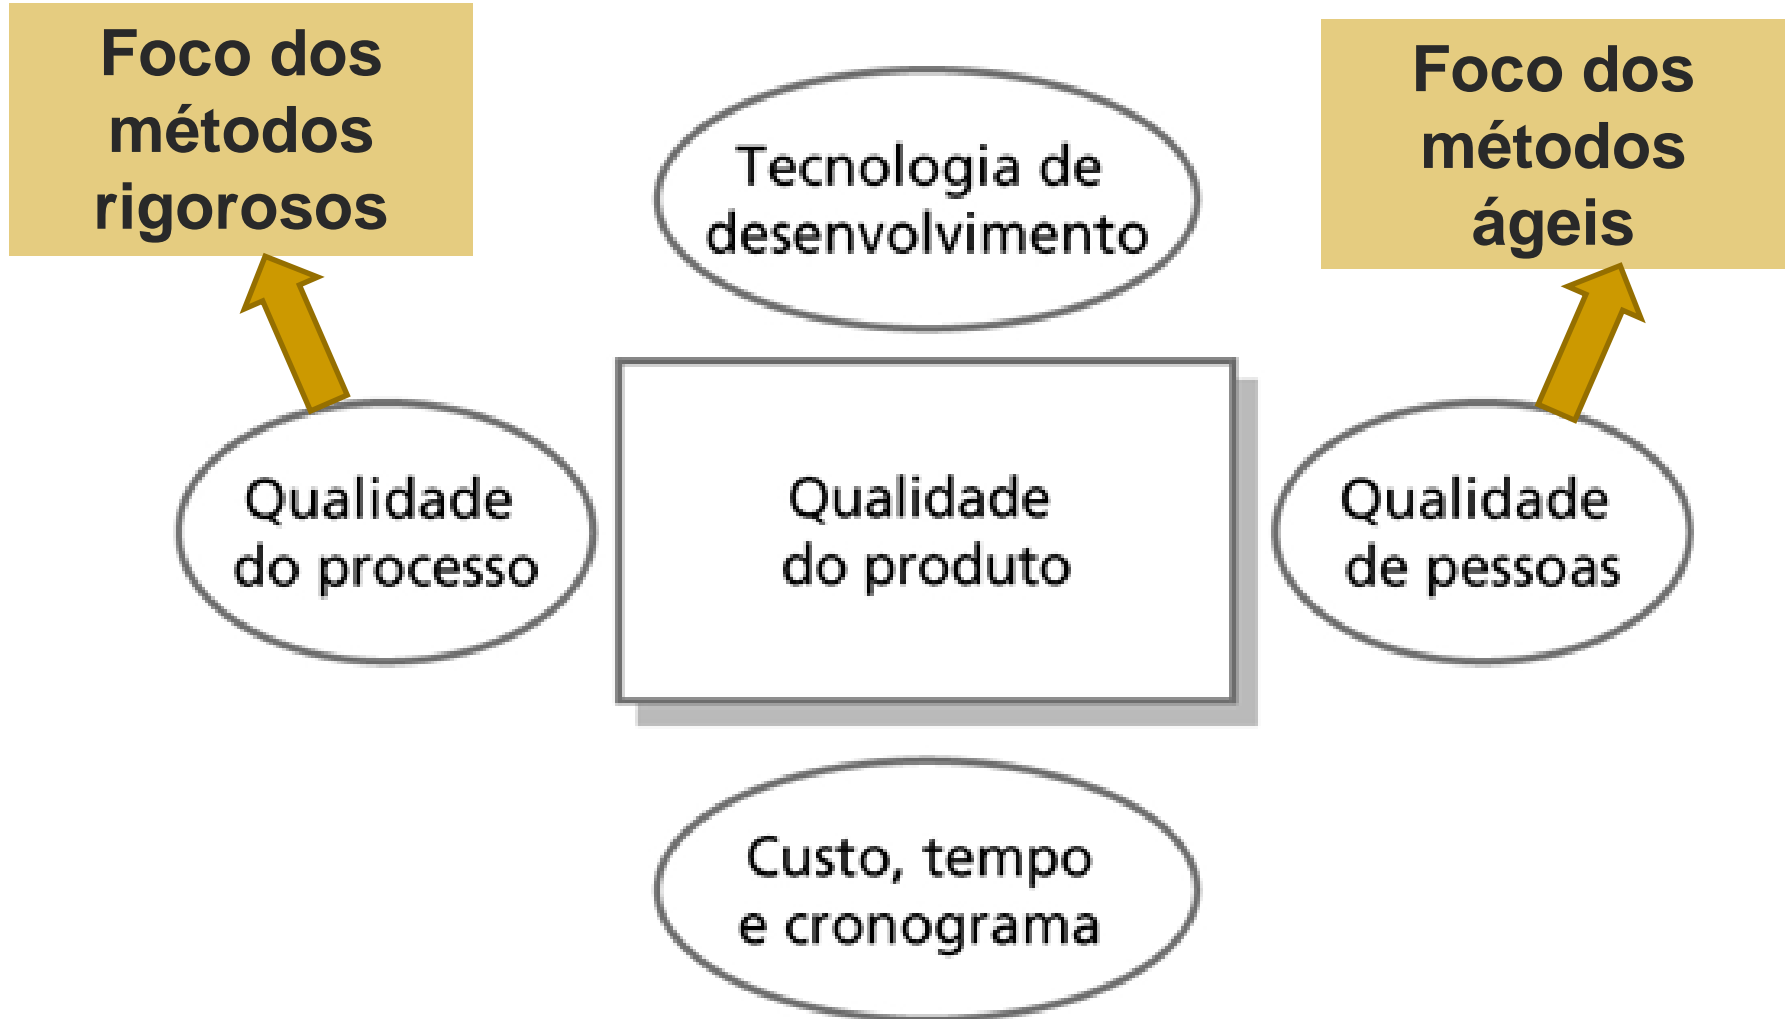 Foco dos
métodos
rigorosos
Foco dos
métodos
ágeis
Tecnologia de
desenvolvimento
Qualidade
do processo
Qualidade
do produto
Qualidade
de pessoas
Custo, tempo
e cronograma